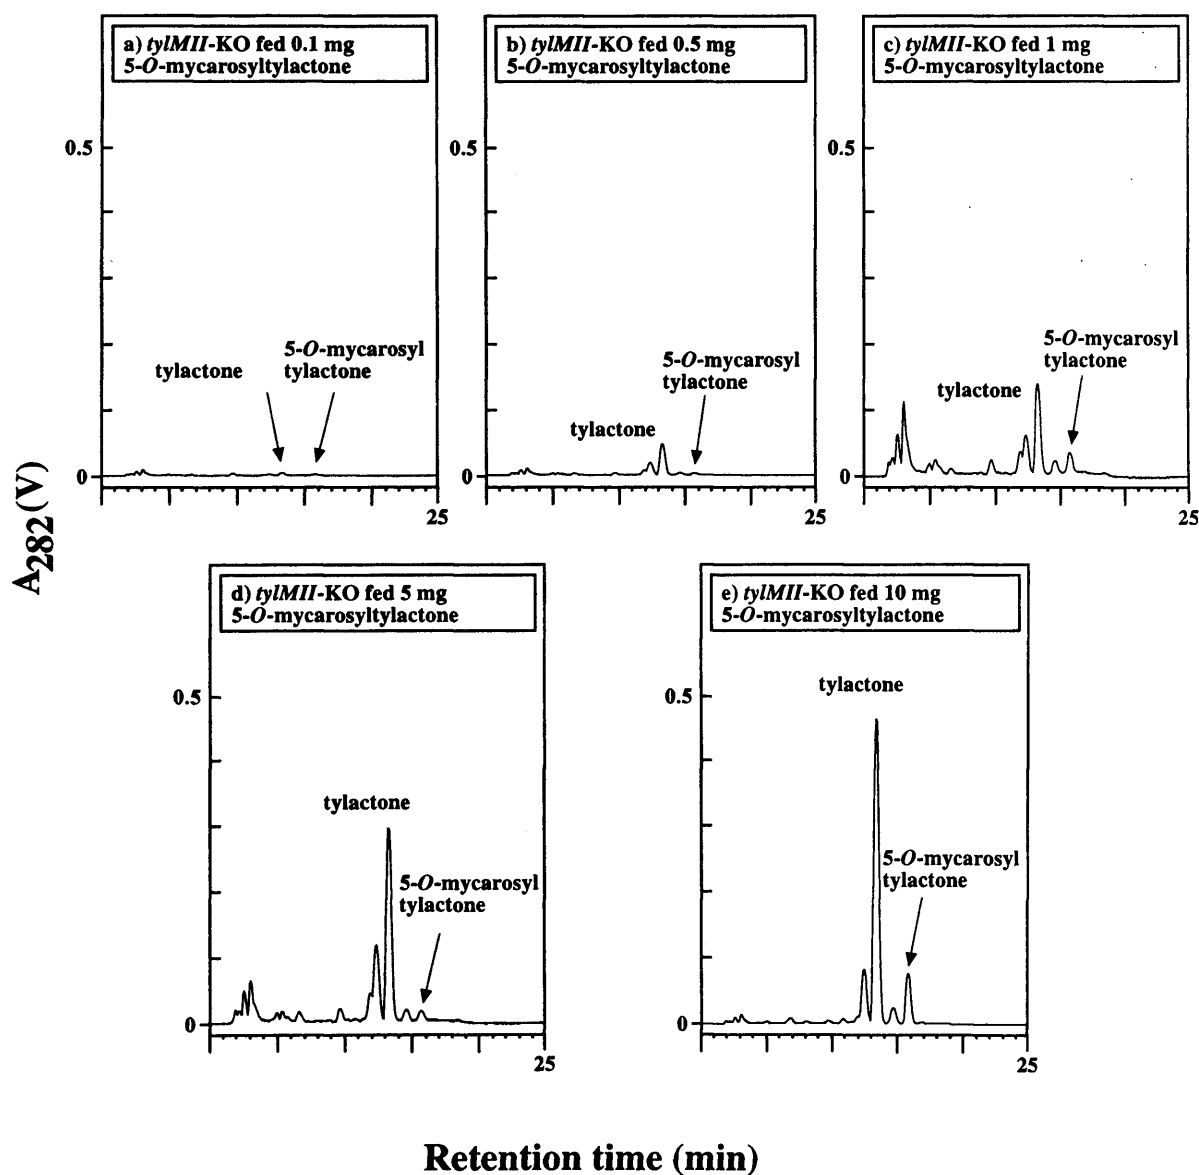 a) tylMII-KO fed 0.1 mg
5-O-mycarosyltylactone
0.5
tylactone
5-O-mycarosyl
tylactone
0
25
b) tylMII-KO fed 0.5 mg
5-O-mycarosyltylactone
0.5
tylactone
5-O-mycarosyl
tylactone
0
25
c) tylMII-KO fed 1 mg
5-O-mycarosyltylactone
0.5
tylactone
5-O-mycarosyl
tylactone
0
25
A282(V)
d) tylMII-KO fed 5 mg
5-O-mycarosyltylactone
0.5
tylactone
5-O-mycarosyl
tylactone
0
25
e) tylMII-KO fed 10 mg
5-O-mycarosyltylactone
0.5
tylactone
5-O-mycarosyl
tylactone
0
25
Retention time (min)